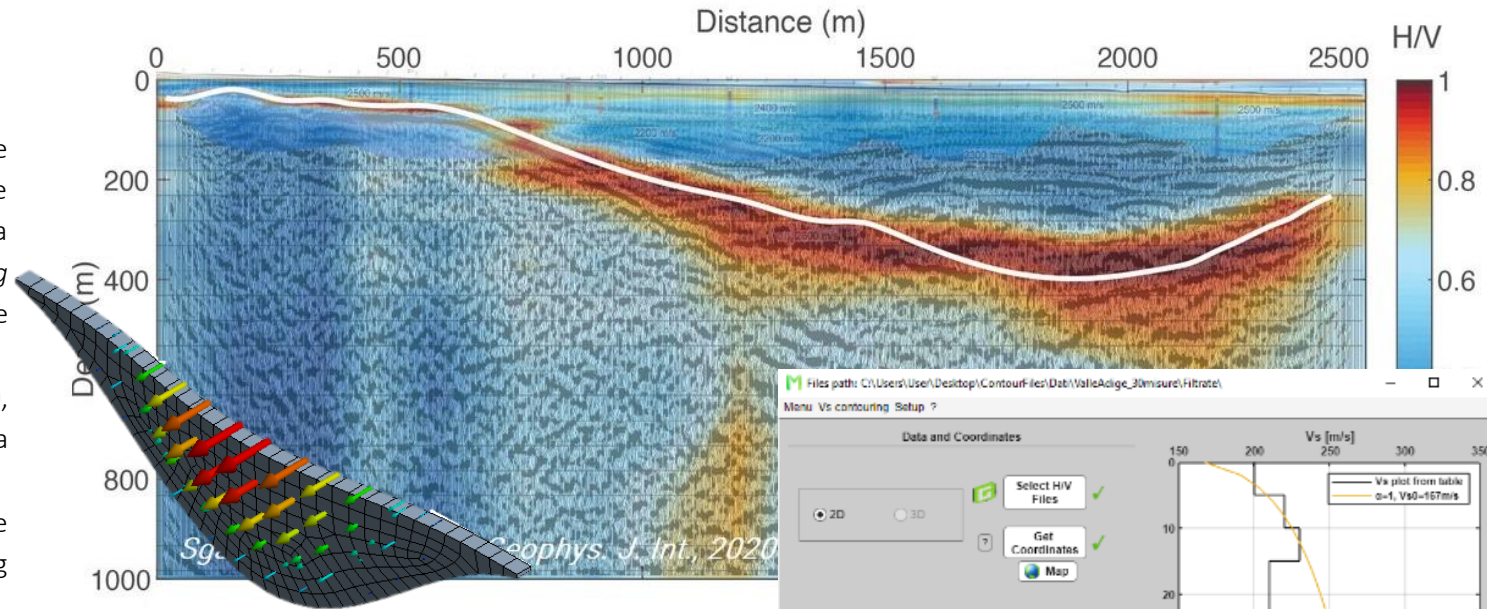 Distance (m)
0 500 1000 1500 2000 2500
H/V
0
200
400
800
1000
1
0.8
0.6
(m)
2500 m/s
2400 m/s
2500 m/s
2500 m/s
2200 m/s
2200 m/s
e
e
a
g
e
,
a
e
g
Geophys. J. Int., 2020
Files path: C:\Users\User\Desktop\ContourFiles\Dati\ValleAdige_30misure\Filtrate\
Menu Vs contouring Setup ?
Data and Coordinates
2D
3D
Select H/V
Files
?
Get
Coordinates
Map
Vs [m/s]
150 200 250 300 350
0
10
20
Vs plot from table
α=1, Vs0=167m/s